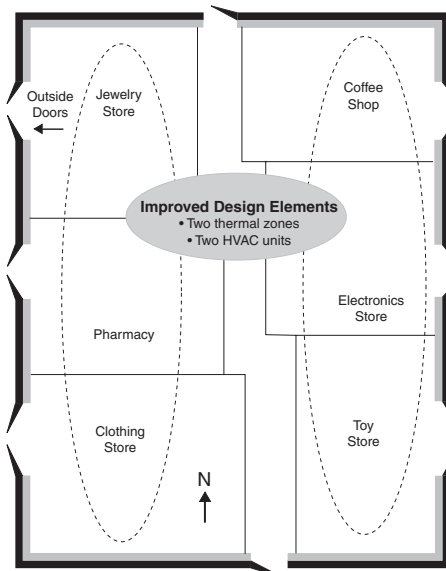 Outside
Doors
Jewelry
Store
Coffee
Shop
Improved Design Elements
• Two thermal zones
• Two HVAC units
Electronics
Store
Pharmacy
Clothing
Store
Toy
Store
N